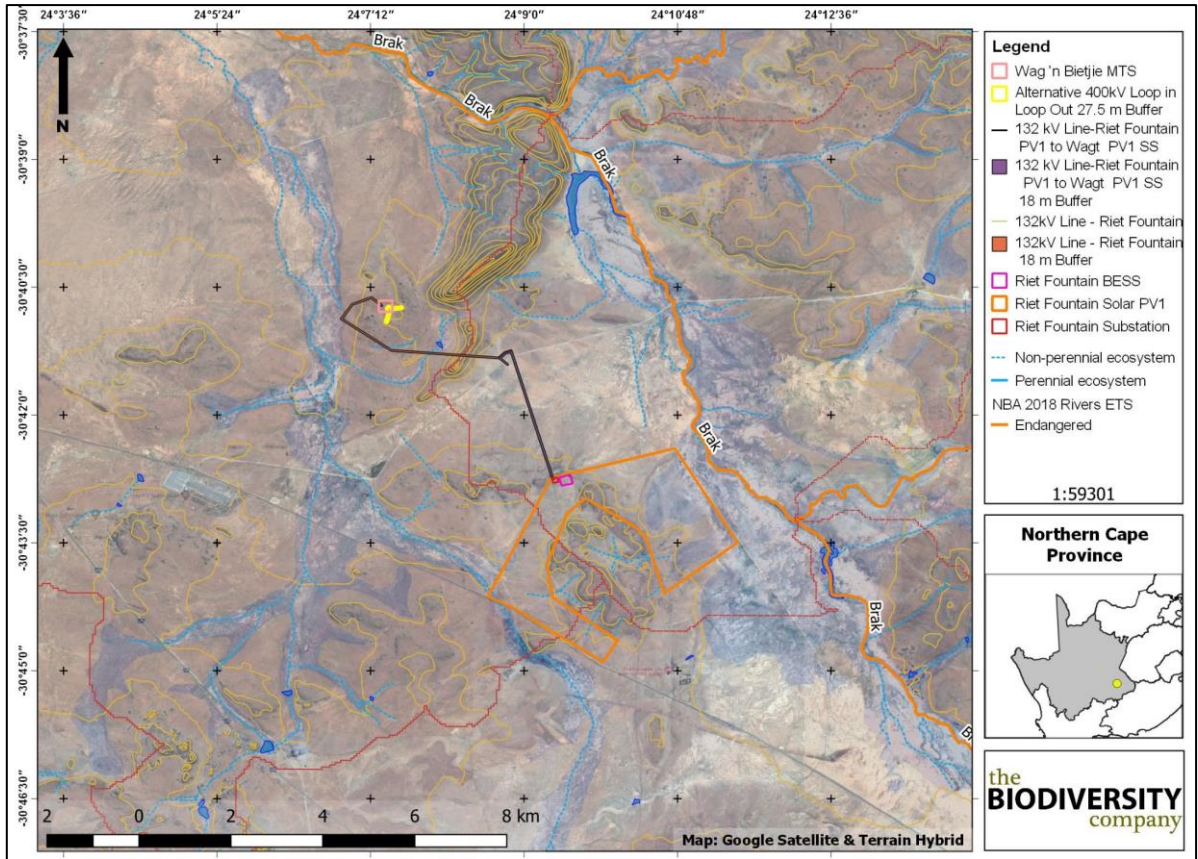 24°3'36"
24°5'24"
24°7'12"
24°9'0"
24°10'48"
24°12'36"
-30°37'30"
-30°39'0"
-30°40'30"
-30°42'0"
-30°43'30"
-30°45'0"
-30°46'30"
N
Brak
Brak
Brak
Brak
Brak
Br
2 0 2 4 6 8 km
Map: Google Satellite & Terrain Hybrid
Legend
Wag 'n Bietjie MTS
Alternative 400kV Loop in
Loop Out 27.5 m Buffer
132 kV Line-Riet Fountain
PV1 to Wagt PV1 SS
132 kV Line-Riet Fountain
PV1 to Wagt PV1 SS
18 m Buffer
132kV Line - Riet Fountain
132kV Line - Riet Fountain
18 m Buffer
Riet Fountain BESS
Riet Fountain Solar PV1
Riet Fountain Substation
Non-perennial ecosystem
Perennial ecosystem
NBA 2018 Rivers ETS
Endangered
1:59301
Northern Cape
Province
the
BIODIVERSITY
company